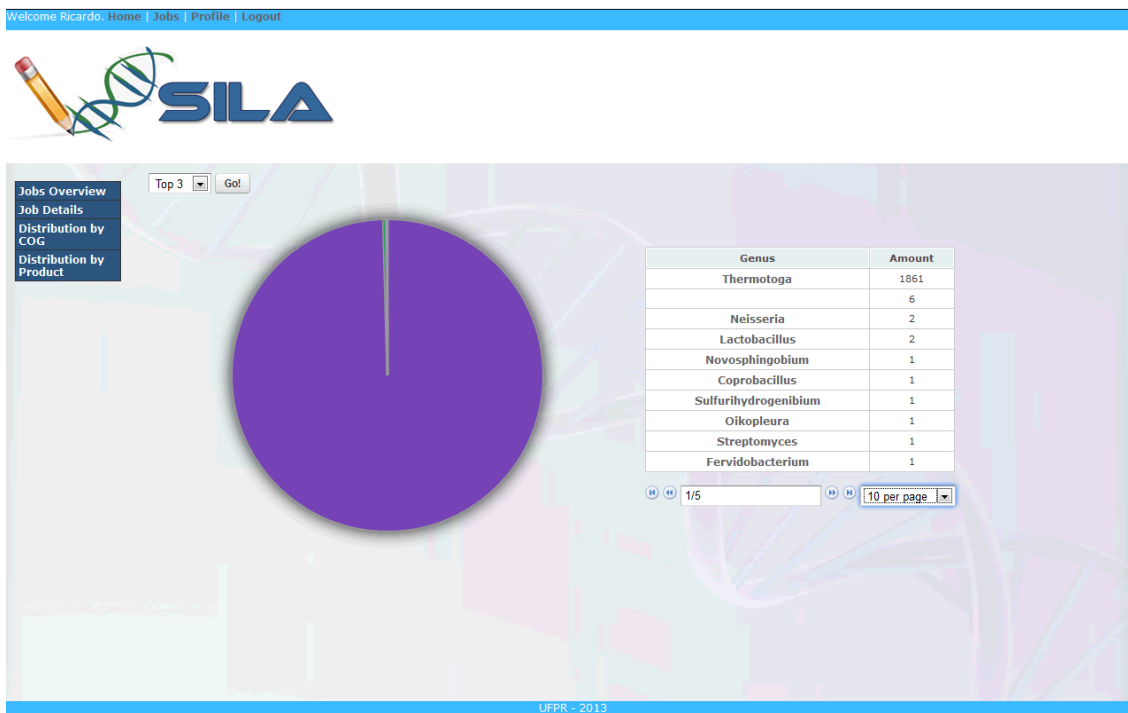 Welcome Ricardo. Home | Jobs | Profile | Logout
SILA
Jobs Overview
Job Details
Distribution by
COG
Distribution by
Product
Top 3 Go!
Genus Amount
Thermotoga 1861
6
Neisseria 2
Lactobacillus 2
Novosphingobium 1
Coprobacillus 1
Sulfurihydrogenibium 1
Oikopleura 1
Streptomyces 1
Fervidobacterium 1
1/5 10 per page
UFPR - 2013